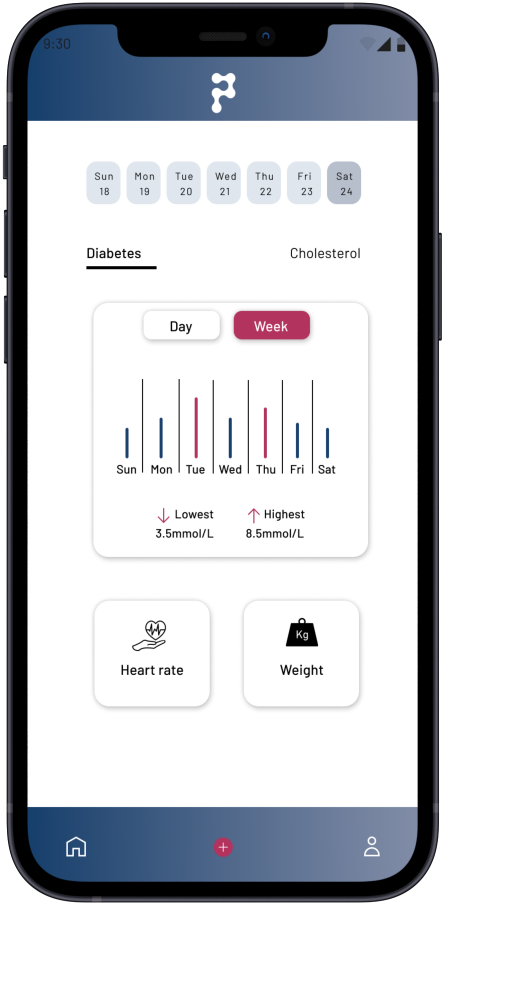 9:30
Sun Mon Tue Wed Thu Fri Sat
18 19 20 21 22 23 24
Diabetes Cholesterol
Day Week
Sun Mon Tue Wed Thu Fri Sat
Lowest Highest
3.5mmol/L 8.5mmol/L
Kg
Heart rate Weight